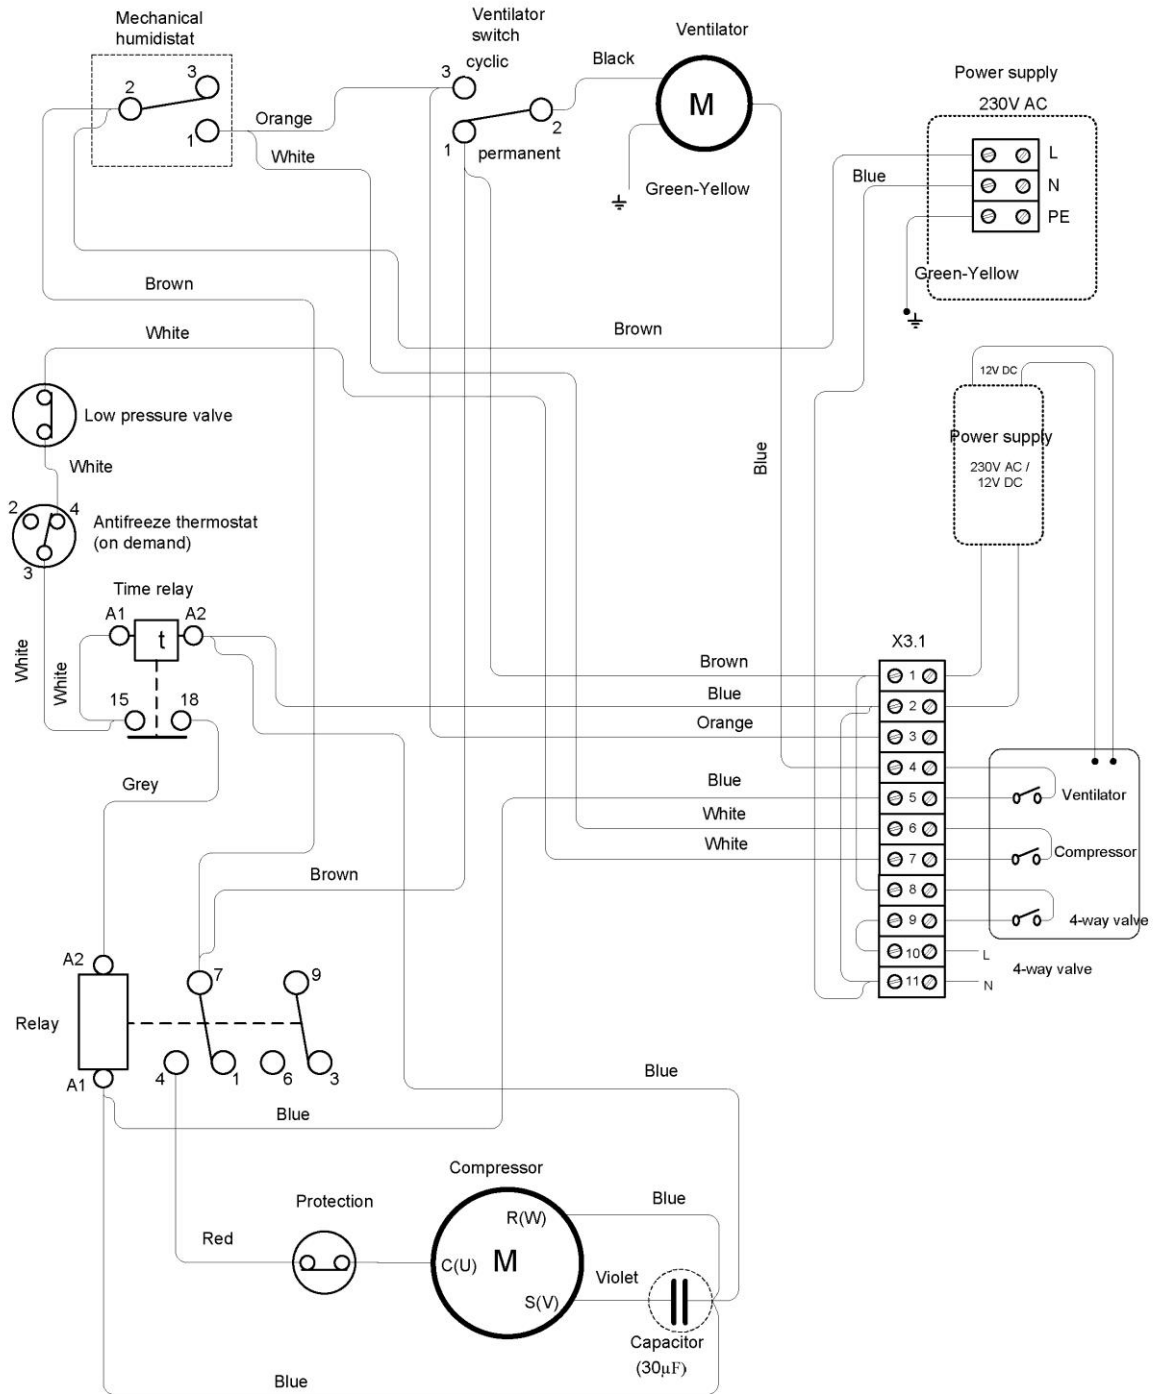 Mechanical
humidistat
Ventilator
switch
cyclic
Black
Ventilator
Power supply
230V AC
3
2
1
Orange
White
3
2
1
permanent
M
Green-Yellow
Blue
L
N
PE
Green-Yellow
Brown
White
Brown
12V DC
Low pressure valve
Power supply
230V AC /
12V DC
Blue
White
2
4
Antifreeze thermostat
(on demand)
3
Time relay
A1
A2
t
White
White
15
18
X3.1
Brown
1
Blue
2
Orange
3
4
Blue
5
Ventilator
White
6
White
7
Compressor
8
9
4-way valve
10
L
4-way valve
11
N
Grey
Brown
A2
7
9
Relay
4
1
6
3
A1
Blue
Blue
Compressor
Protection
R(W)
Blue
Red
C(U)
M
Violet
S(V)
Capacitor
(30µF)
Blue